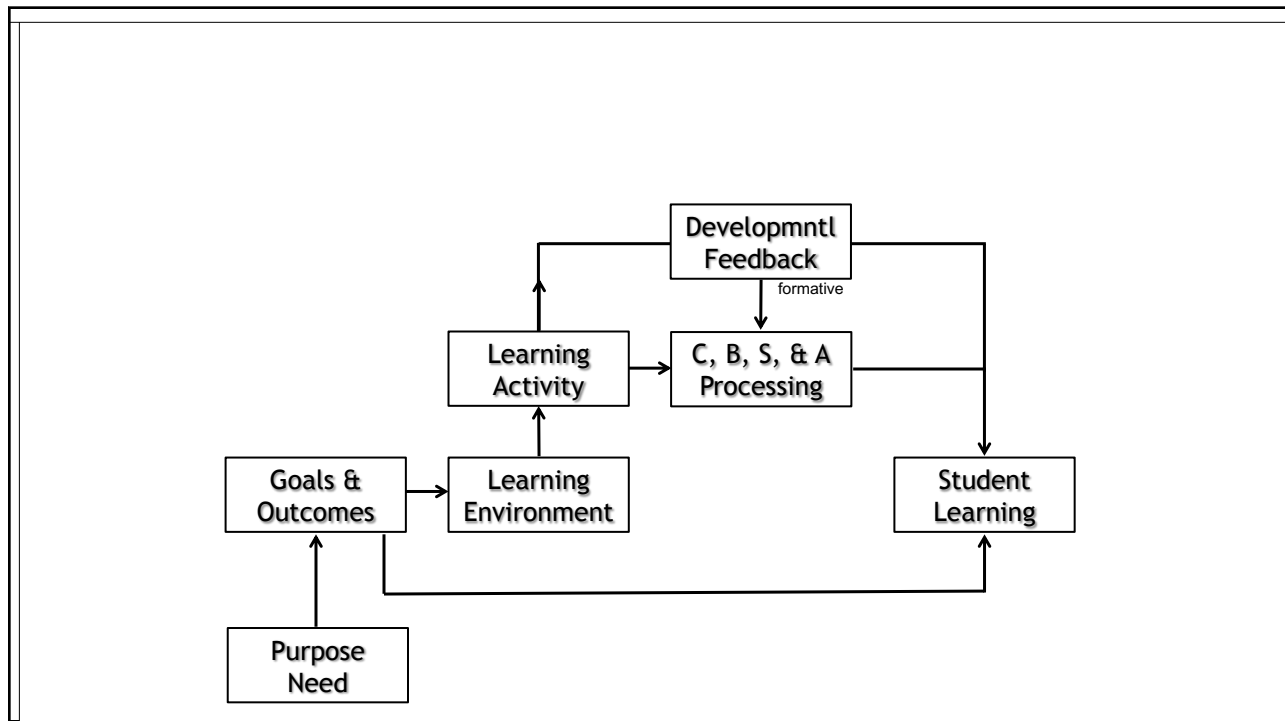 Developmntl
Feedback
formative
Learning
Activity
C, B, S, & A
Processing
Goals &
Outcomes
Learning
Environment
Student
Learning
Purpose
Need